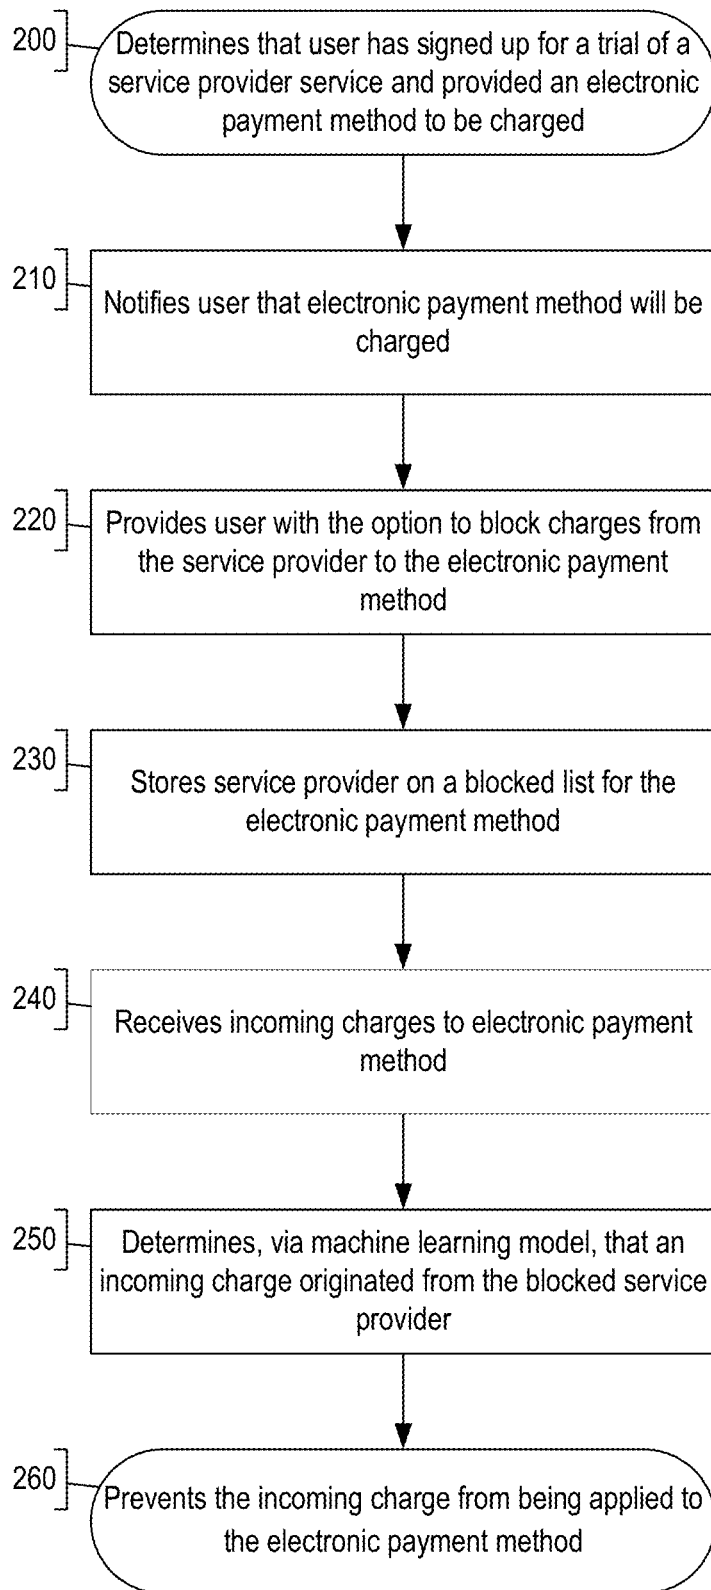 200
Determines that user has signed up for a trial of a
service provider service and provided an electronic
payment method to be charged
210
Notifies user that electronic payment method will be
charged
220
Provides user with the option to block charges from
the service provider to the electronic payment
method
230
Stores service provider on a blocked list for the
electronic payment method
240
Receives incoming charges to electronic payment
method
250
Determines, via machine learning model, that an
incoming charge originated from the blocked service
provider
260
Prevents the incoming charge from being applied to
the electronic payment method